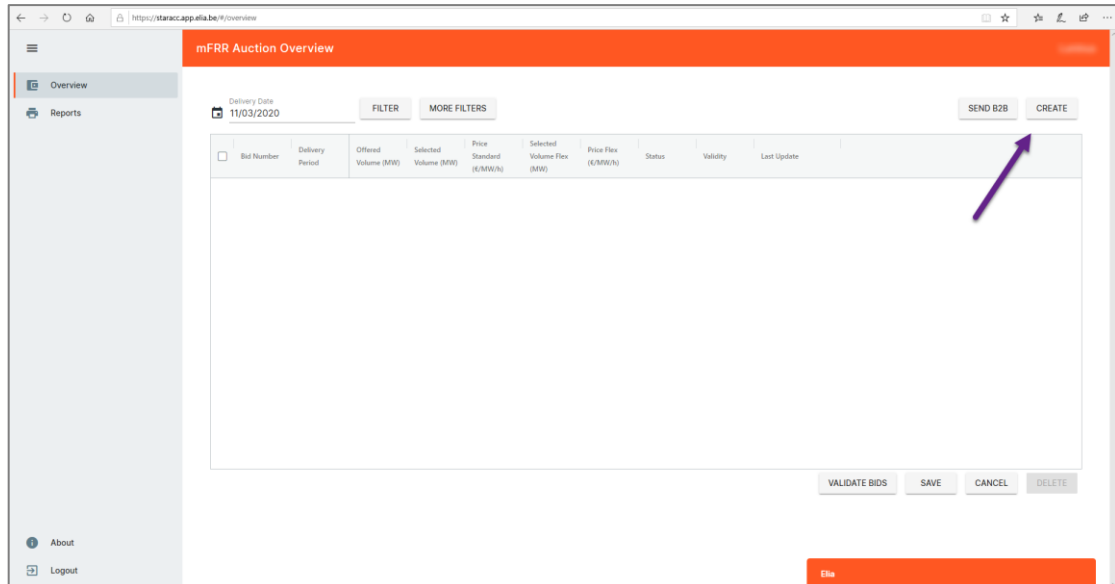 https://staracc.app.elia.be/#/overview
mFRR Auction Overview
Overview
Reports
Delivery Date
11/03/2020
FILTER
MORE FILTERS
SEND B2B
CREATE
Bid Number
Delivery
Period
Offered
Volume (MW)
Selected
Volume (MW)
Price
Standard
(€/MW/h)
Selected
Volume Flex
(MW)
Price Flex
(€/MW/h)
Status
Validity
Last Update
VALIDATE BIDS
SAVE
CANCEL
DELETE
About
Logout
Elia